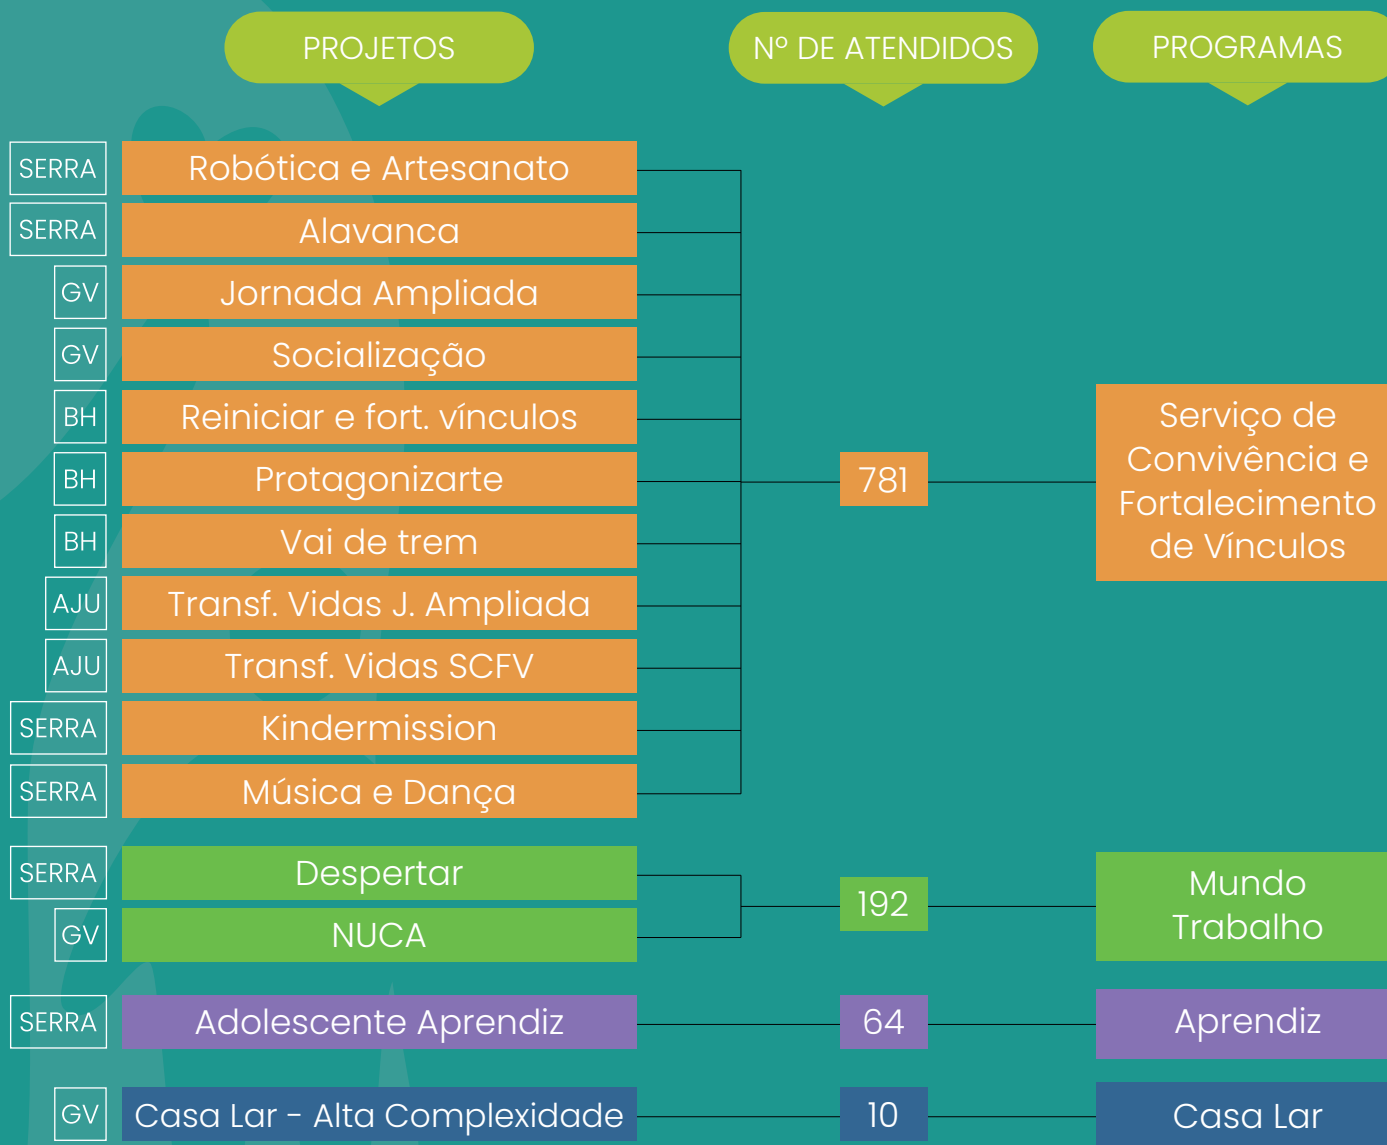 PROJETOS
Nº DE ATENDIDOS
PROGRAMAS
SERRA Robótica e Artesanato
SERRA Alavanca
GV Jornada Ampliada
GV Socialização
BH Reiniciar e fort. vínculos
BH Protagonizarte
BH Vai de trem
AJU Transf. Vidas J. Ampliada
AJU Transf. Vidas SCFV
SERRA Kindermission
SERRA Música e Dança
781
Serviço de
Convivência e
Fortalecimento
de Vínculos
SERRA Despertar
GV NUCA
192
Mundo
Trabalho
SERRA Adolescente Aprendiz 64 Aprendiz
GV Casa Lar - Alta Complexidade 10 Casa Lar